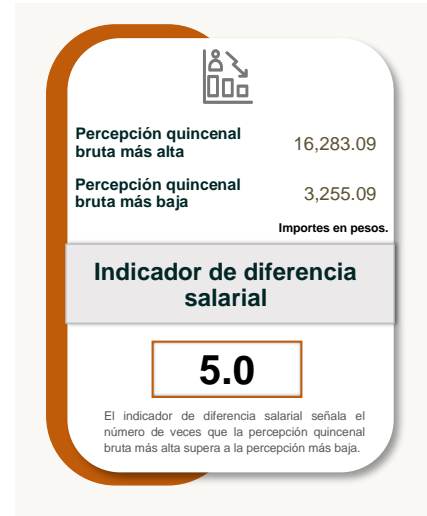 Percepción quincenal
bruta más alta
16,283.09
Percepción quincenal
bruta más baja
3,255.09
Importes en pesos.
Indicador de diferencia
salarial
5.0
El indicador de diferencia salarial señala el
número de veces que la percepción quincenal
bruta más alta supera a la percepción más baja.